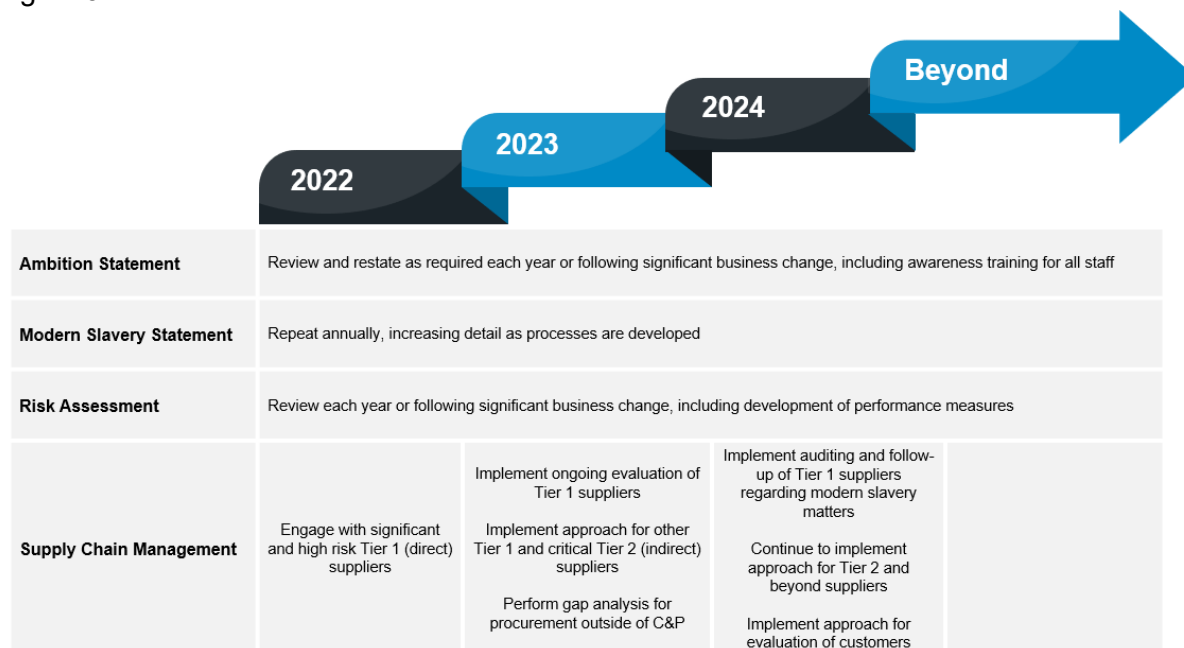 2022
2023
2024
Beyond
Ambition Statement
Review and restate as required each year or following significant business change, including awareness training for all staff
Modern Slavery Statement
Repeat annually, increasing detail as processes are developed
Risk Assessment
Review each year or following significant business change, including development of performance measures
Supply Chain Management
Engage with significant
and high risk Tier 1 (direct)
suppliers
Implement ongoing evaluation of
Tier 1 suppliers
Implement approach for other
Tier 1 and critical Tier 2 (indirect)
suppliers
Perform gap analysis for
procurement outside of C&P
Implement auditing and follow-
up of Tier 1 suppliers
regarding modern slavery
matters
Continue to implement
approach for Tier 2 and
beyond suppliers
Implement approach for
evaluation of customers